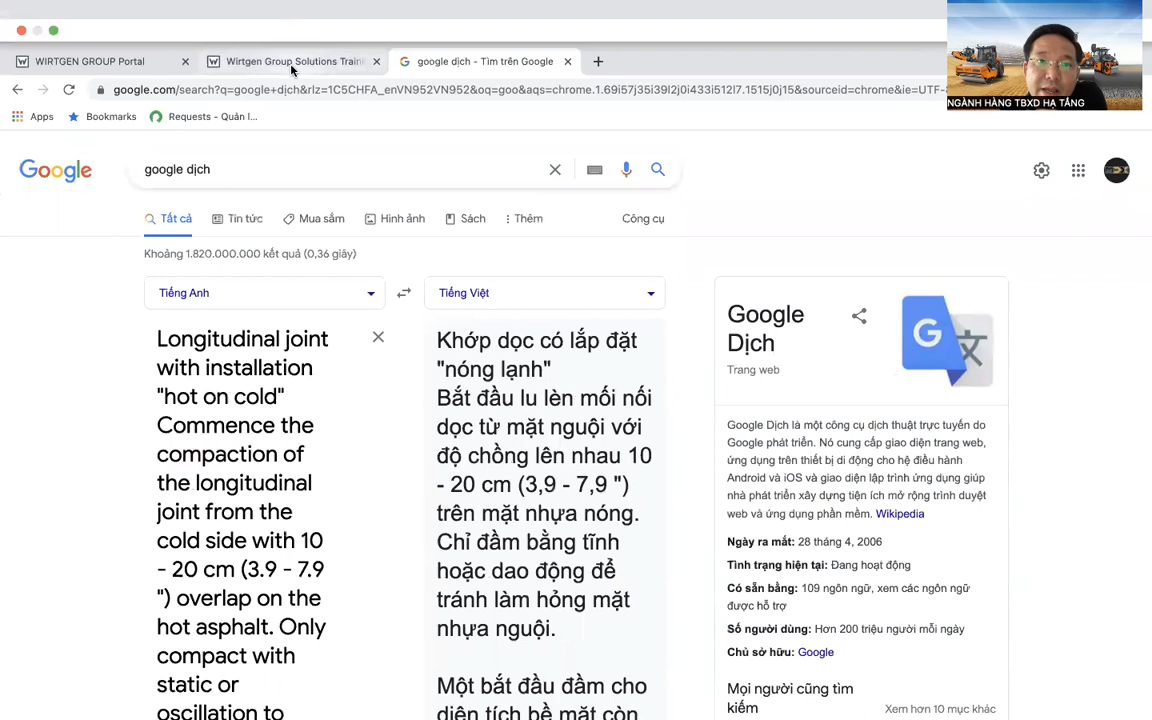 WIRTGEN GROUP Portal
Wirtgen Group Solutions Traini
google dịch - Tìm trên Google
google.com/search?q=google+dịch&rlz=1C5CHFA_enVN952VN952&oq=goo&aqs=chrome.1.69i57j35i39l2j0i433i512l7.1515j0j15&sourceid=chrome&ie=UTF-8
NGÀNH HÀNG TBXD HẠ TẦNG
Apps
Bookmarks
Requests - Quản l...
Google
google dịch
Tất cả
Tin tức
Mua sắm
Hình ảnh
Sách
Thêm
Công cụ
Khoảng 1.820.000.000 kết quả (0,36 giây)
Tiếng Anh
Tiếng Việt
Longitudinal joint
with installation
"hot on cold"
Commence the
compaction of
the longitudinal
joint from the
cold side with 10
- 20 cm (3.9 - 7.9
") overlap on the
hot asphalt. Only
compact with
static or
oscillation to
Khớp dọc có lắp đặt
"nóng lạnh"
Bắt đầu lu lèn mối nối
dọc từ mặt nguội với
độ chồng lên nhau 10
- 20 cm (3,9 - 7,9 ")
trên mặt nhựa nóng.
Chỉ đầm bằng tĩnh
hoặc dao động để
tránh làm hỏng mặt
nhựa nguội.
Một bắt đầu đầm cho
diện tích bề mặt còn
Google
Dịch
Trang web
Google Dịch là một công cụ dịch thuật trực tuyến do
Google phát triển. Nó cung cấp giao diện trang web,
ứng dụng trên thiết bị di động cho hệ điều hành
Android và iOS và giao diện lập trình ứng dụng giúp
nhà phát triển xây dựng tiện ích mở rộng trình duyệt
web và ứng dụng phần mềm. Wikipedia
Ngày ra mắt: 28 tháng 4, 2006
Tình trạng hiện tại: Đang hoạt động
Có sẵn bằng: 109 ngôn ngữ, xem các ngôn ngữ
được hỗ trợ
Số người dùng: Hơn 200 triệu người mỗi ngày
Chủ sở hữu: Google
Mọi người cũng tìm
kiếm
Xem hơn 10 mục khác